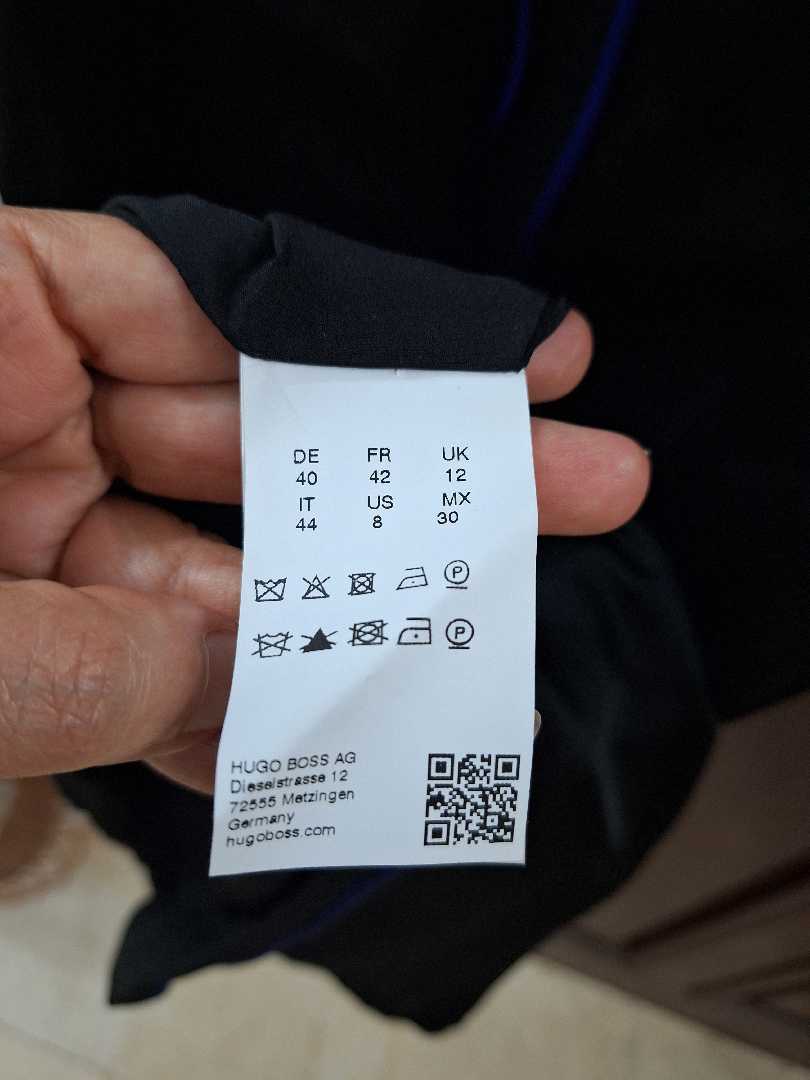 DE FR UK
40 42 12
IT US MX
44 8 30
P
P
HUGO BOSS AG
Dieselstrasse 12
72555 Metzingen
Germany
hugoboss.com